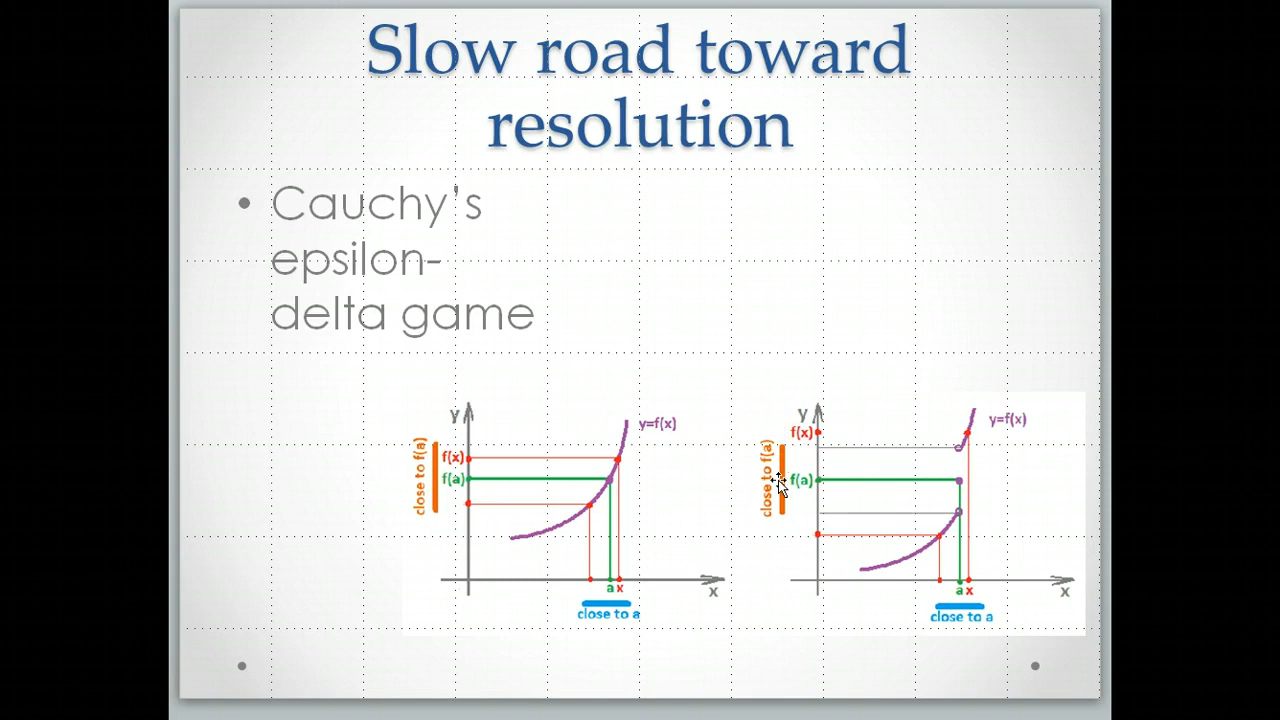 Slow road toward
resolution
• Cauchy's
epsilon-
delta game
y
y=f(x)
close to f(a)
f(x)
f(a)
a x
x
close to a
y
y=f(x)
close to f(a)
f(x)
f(a)
a x
x
close to a